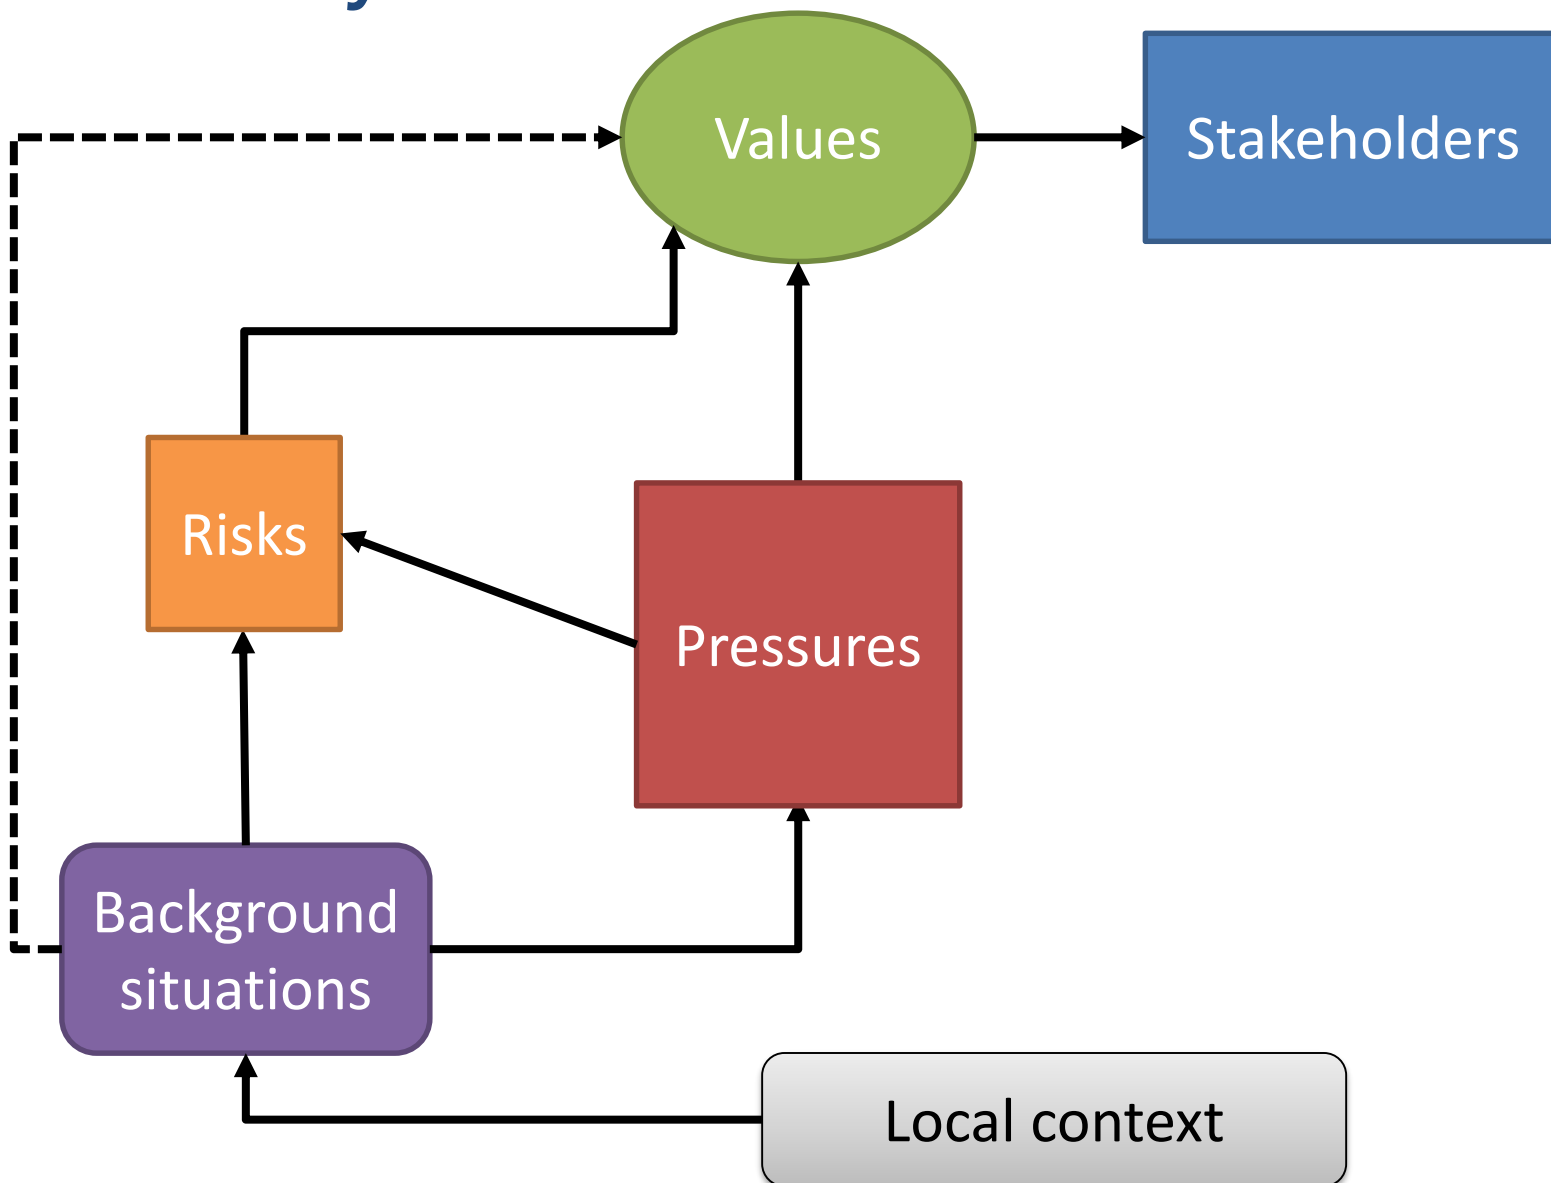 Values
Stakeholders
Risks
Pressures
Background
situations
Local context